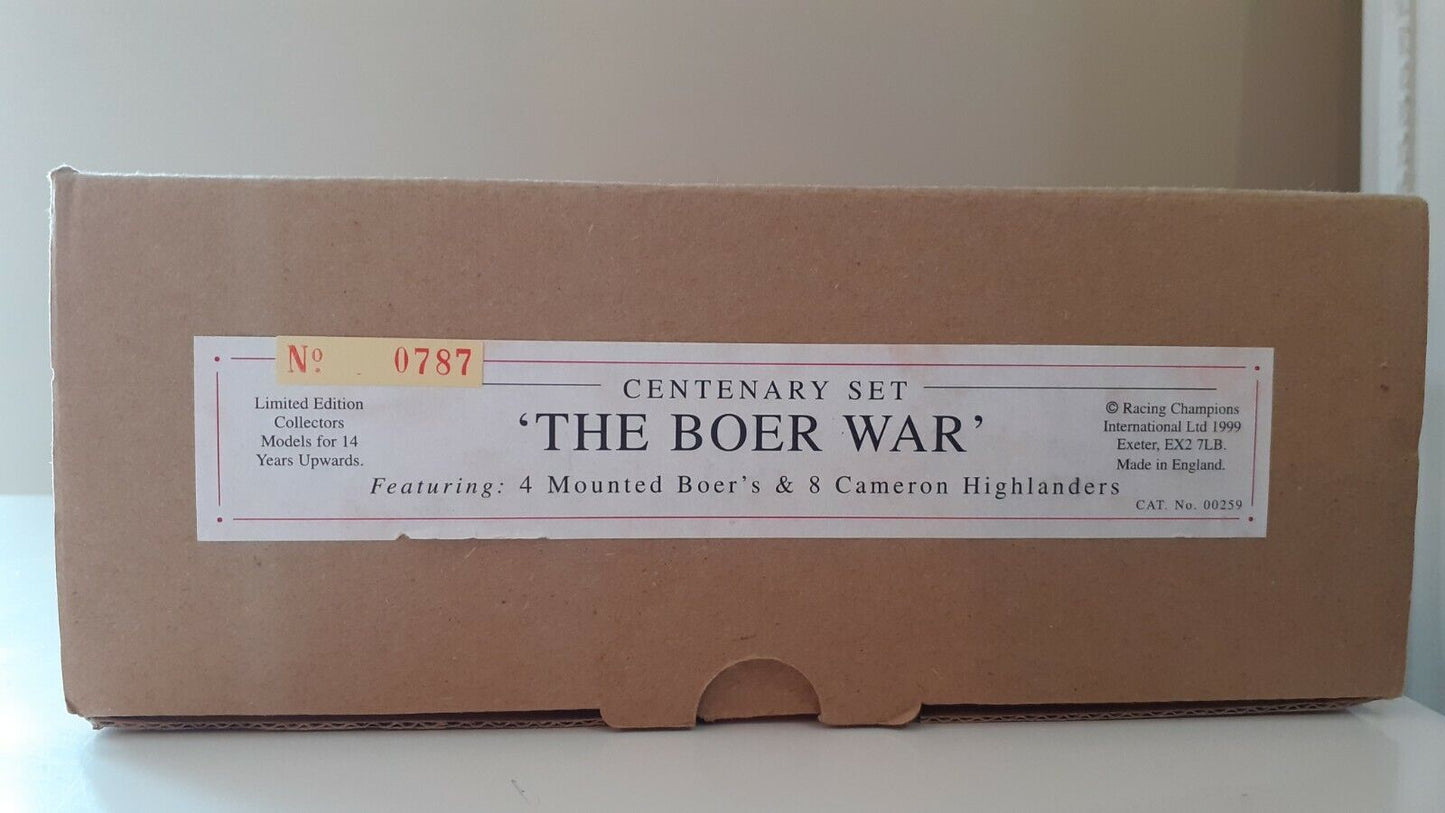 Nº 0787
CENTENARY SET
‘THE BOER WAR’
Featuring: 4 Mounted Boer's & 8 Cameron Highlanders
Limited Edition
Collectors
Models for 14
Years Upwards.
© Racing Champions
International Ltd 1999
Exeter, EX2 7LB.
Made in England.
CAT. No. 00259